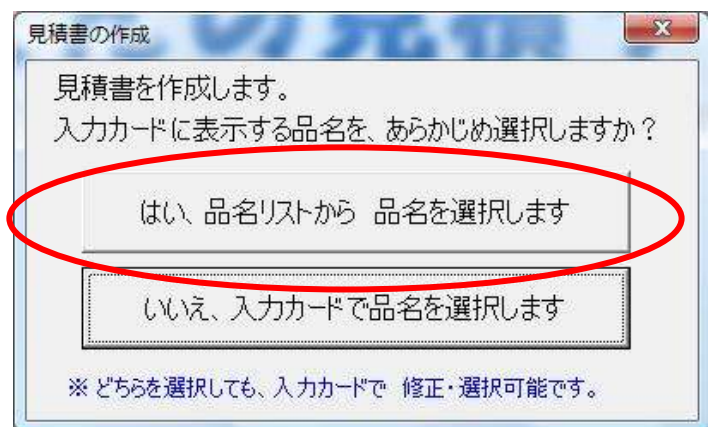 見積書の作成
見積書を作成します。
入力カードに表示する品名を、あらかじめ選択しますか？
はい、品名リストから 品名を選択します
いいえ、入力カードで品名を選択します
※ どちらを選択しても、入力カードで 修正・選択可能です。